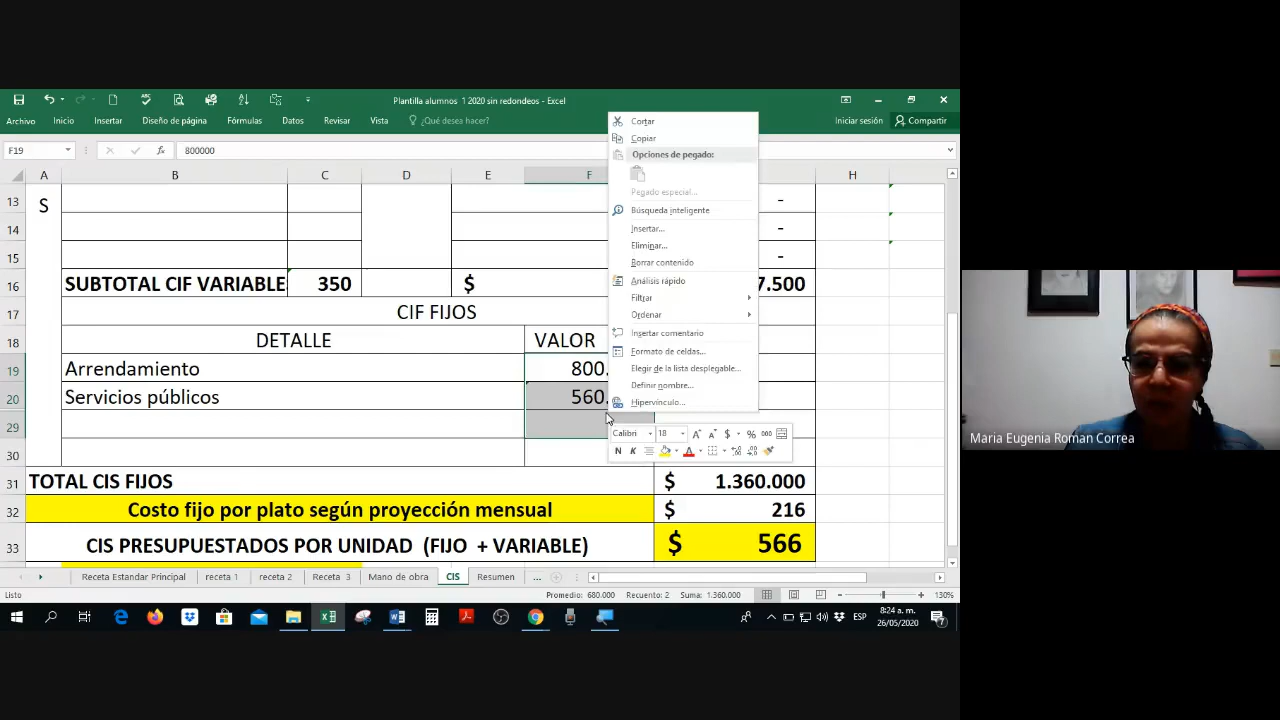 Plantilla alumnos 1 2020 sin redondeos - Excel
Archivo Inicio Insertar Diseño de página Fórmulas Datos Revisar Vista ¿Qué desea hacer? Iniciar sesión Compartir
F19 fx 800000
A B C D E F H
13 S -
14 -
15 -
16 SUBTOTAL CIF VARIABLE 350 $ 7.500
17 CIF FIJOS
18 DETALLE VALOR
19 Arrendamiento 800.
20 Servicios públicos 560.
29
30
31 TOTAL CIS FIJOS $ 1.360.000
32 Costo fijo por plato según proyección mensual $ 216
33 CIS PRESUPUESTADOS POR UNIDAD (FIJO + VARIABLE) $ 566
Cortar
Copiar
Opciones de pegado:
Pegado especial...
Búsqueda inteligente
Insertar...
Eliminar...
Borrar contenido
Análisis rápido
Filtrar
Ordenar
Insertar comentario
Formato de celdas...
Elegir de la lista desplegable...
Definir nombre...
Hipervínculo...
Calibri 18 A A $ % 000
N K A
Receta Estandar Principal receta 1 receta 2 Receta 3 Mano de obra CIS Resumen ...
Listo Promedio: 680.000 Recuento: 2 Suma: 1.360.000 130%
ESP 8:24 a. m.
26/05/2020
Maria Eugenia Roman Correa